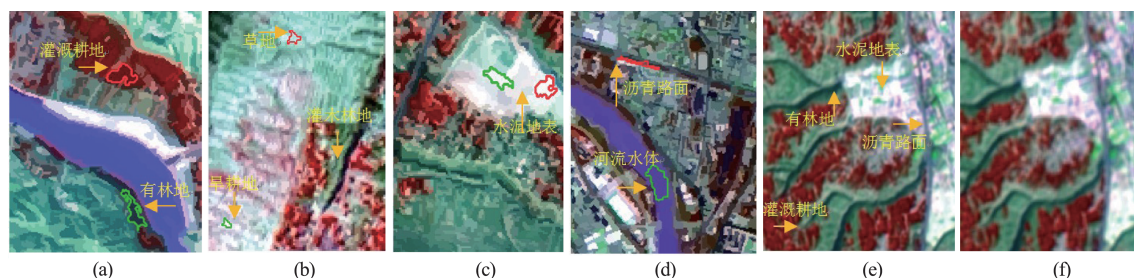 灌溉耕地
有林地
草地
灌木林地
旱耕地
水泥地表
沥青路面
河流水体
水泥地表
有林地
沥青路面
灌溉耕地
(a) (b) (c) (d) (e) (f)